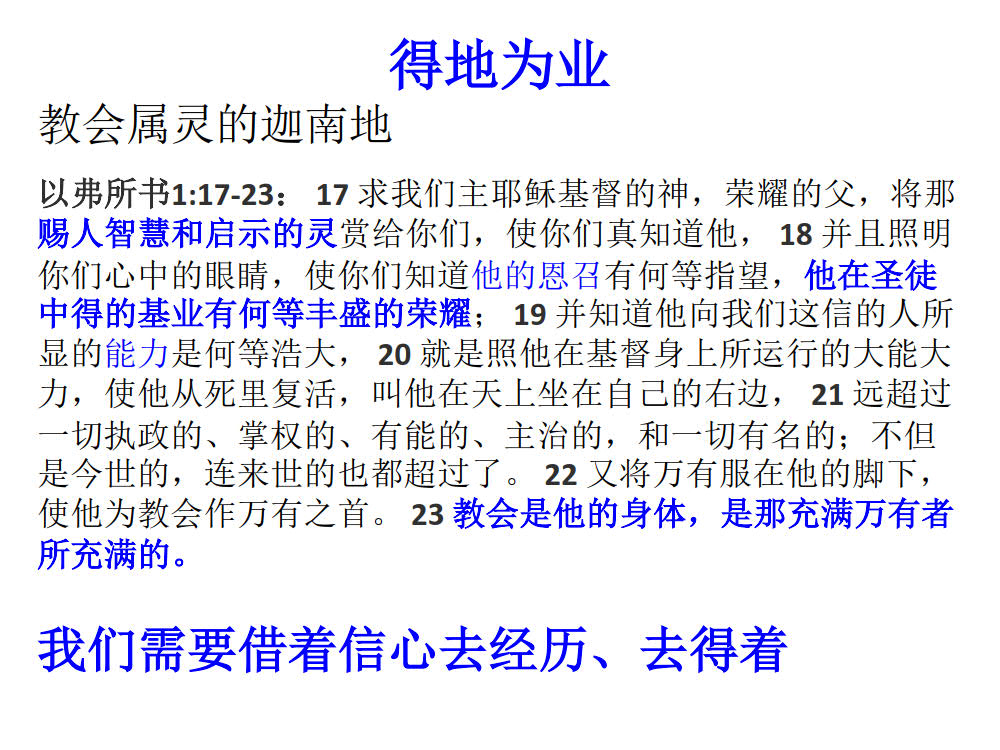 得地为业
教会属灵的迦南地
以弗所书1:17-23： 17 求我们主耶稣基督的神，荣耀的父，将那
赐人智慧和启示的灵赏给你们，使你们真知道他， 18 并且照明
你们心中的眼睛，使你们知道他的恩召有何等指望，他在圣徒
中得的基业有何等丰盛的荣耀； 19 并知道他向我们这信的人所
显的能力是何等浩大， 20 就是照他在基督身上所运行的大能大
力，使他从死里复活，叫他在天上坐在自己的右边， 21 远超过
一切执政的、掌权的、有能的、主治的，和一切有名的；不但
是今世的，连来世的也都超过了。 22 又将万有服在他的脚下，
使他为教会作万有之首。 23 教会是他的身体，是那充满万有者
所充满的。
我们需要借着信心去经历、去得着